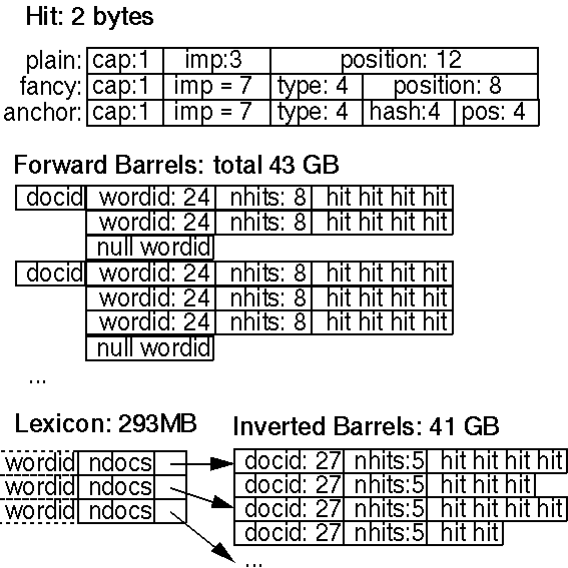 Hit: 2 bytes
plain: cap:1 imp:3 position: 12
fancy: cap:1 imp = 7 type: 4 position: 8
anchor: cap:1 imp = 7 type: 4 hash:4 pos: 4
Forward Barrels: total 43 GB
docid wordid: 24 nhits: 8 hit hit hit hit
wordid: 24 nhits: 8 hit hit hit hit
null wordid
docid wordid: 24 nhits: 8 hit hit hit hit
wordid: 24 nhits: 8 hit hit hit hit
wordid: 24 nhits: 8 hit hit hit hit
null wordid
...
Lexicon: 293MB Inverted Barrels: 41 GB
wordid ndocs docid: 27 nhits:5 hit hit hit hit
wordid ndocs docid: 27 nhits:5 hit hit hit
wordid ndocs docid: 27 nhits:5 hit hit hit hit
docid: 27 nhits:5 hit hit
...